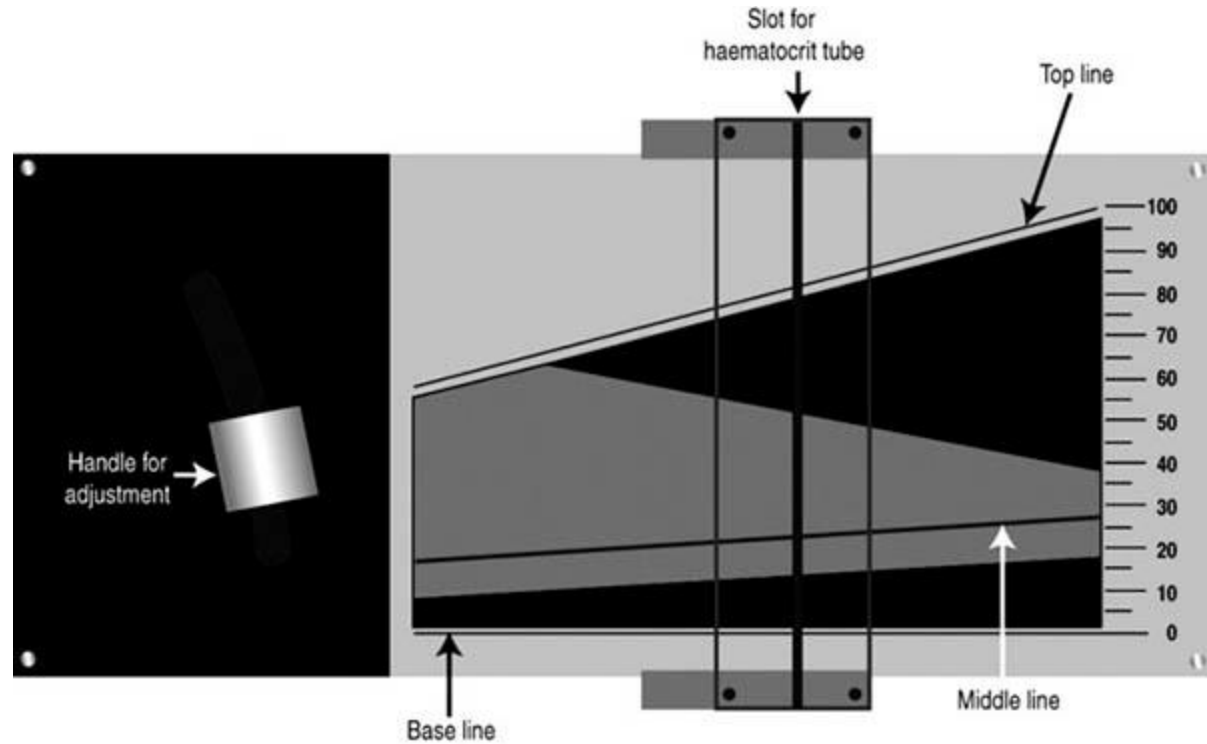 Slot for
haematocrit tube
Top line
100
90
80
70
60
50
40
30
20
10
0
Handle for
adjustment
Middle line
Base line